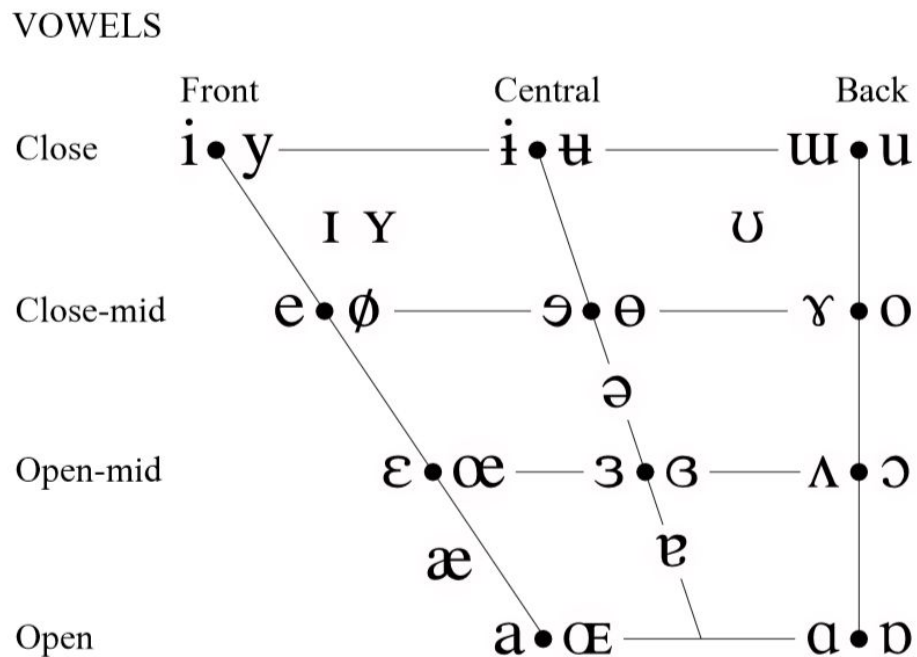 VOWELS
Front Central Back
Close i y ɨ ʉ ɯ u
ɪ ʏ ʊ
Close-mid e ø ɘ ɵ ɤ o
ə
Open-mid ɛ œ ɜ ɞ ʌ ɔ
æ ɐ
Open a ɶ ɑ ɒ